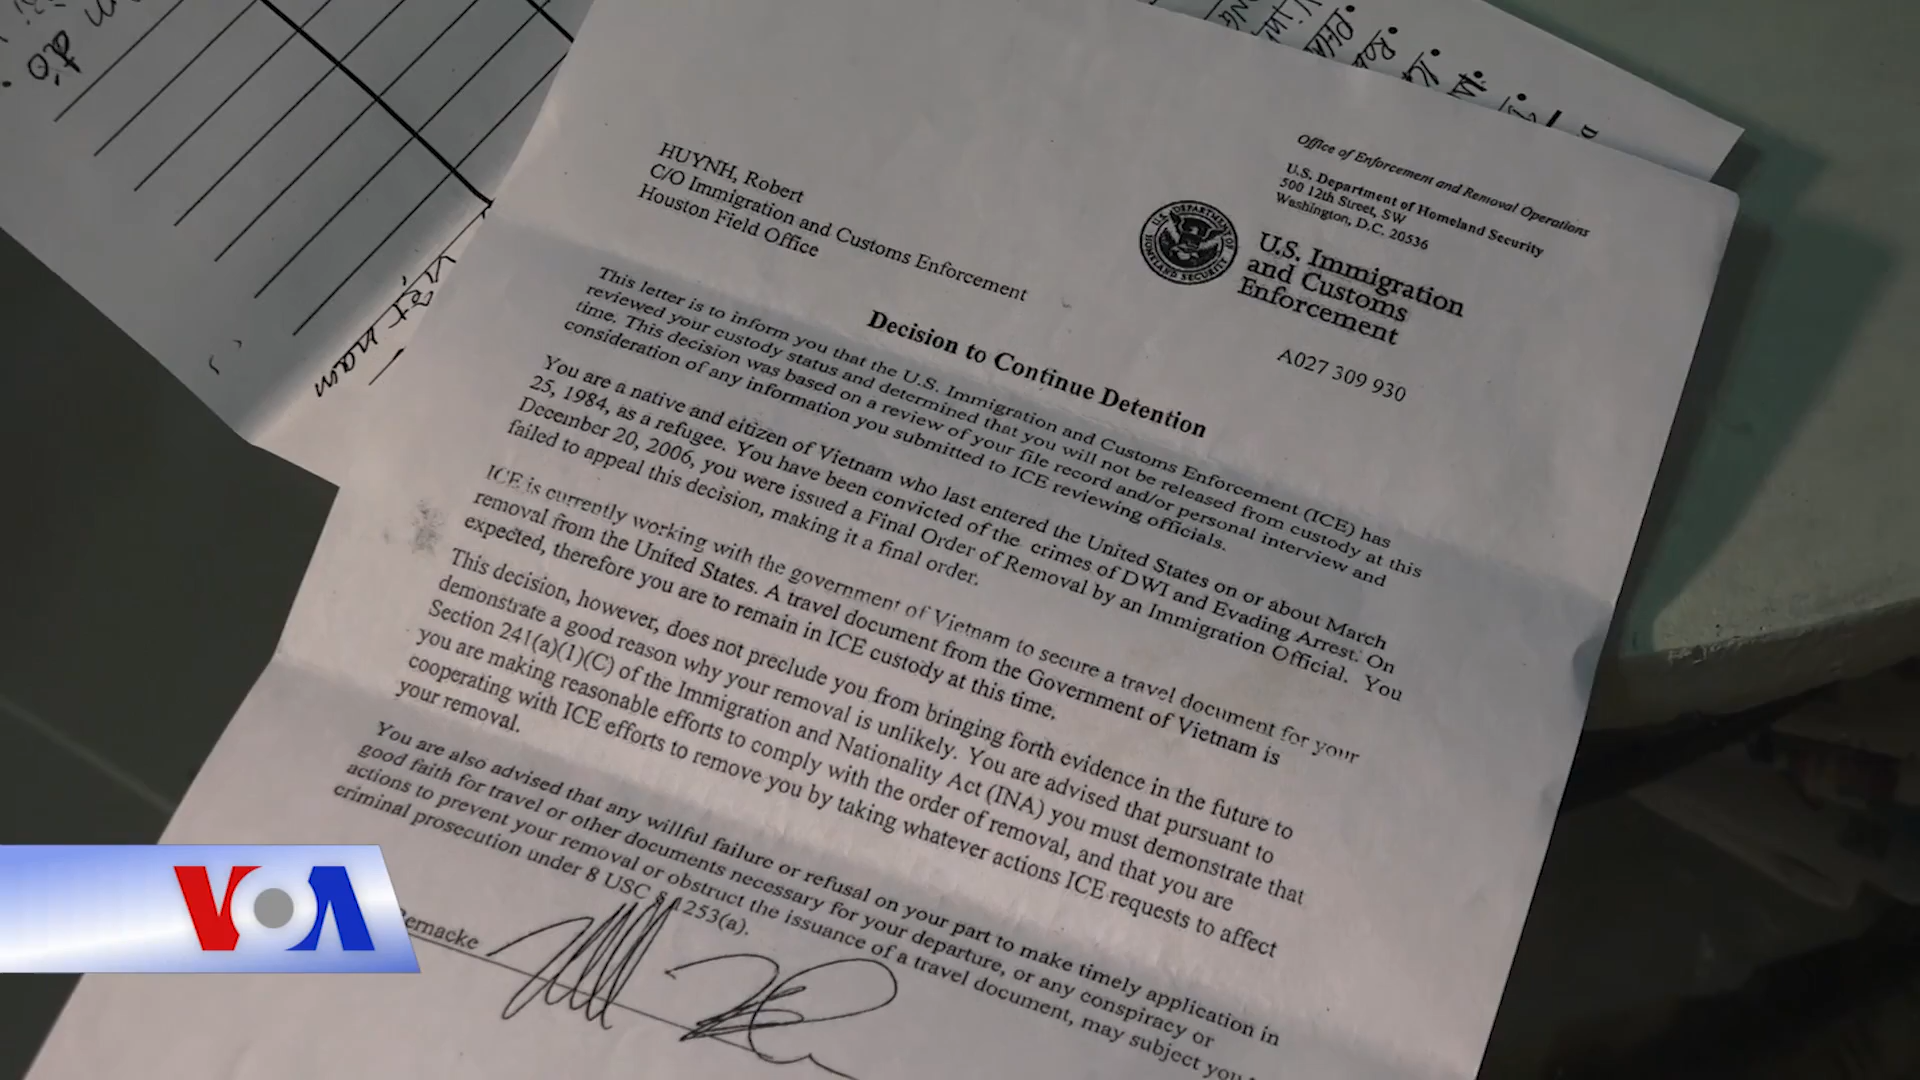 HUYNH, Robert
C/O Immigration and Customs Enforcement
Houston Field Office
Office of Enforcement and Removal Operations
U.S. Department of Homeland Security
500 12th Street, SW
Washington, D.C. 20536
U.S. DEPARTMENT OF HOMELAND SECURITY
U.S. Immigration
and Customs
Enforcement
A027 309 930
Decision to Continue Detention
This letter is to inform you that the U.S. Immigration and Customs Enforcement (ICE) has
reviewed your custody status and determined that you will not be released from custody at this
time. This decision was based on a review of your file record and/or personal interview and
consideration of any information you submitted to ICE reviewing officials.
You are a native and citizen of Vietnam who last entered the United States on or about March
25, 1984, as a refugee. You have been convicted of the crimes of DWI and Evading Arrest. On
December 20, 2006, you were issued a Final Order of Removal by an Immigration Official. You
failed to appeal this decision, making it a final order.
ICE is currently working with the government of Vietnam to secure a travel document for your
removal from the United States. A travel document from the Government of Vietnam is
expected, therefore you are to remain in ICE custody at this time.
This decision, however, does not preclude you from bringing forth evidence in the future to
demonstrate a good reason why your removal is unlikely. You are advised that pursuant to
Section 241(a)(1)(C) of the Immigration and Nationality Act (INA) you must demonstrate that
you are making reasonable efforts to comply with the order of removal, and that you are
cooperating with ICE efforts to remove you by taking whatever actions ICE requests to affect
your removal.
You are also advised that any willful failure or refusal on your part to make timely application in
good faith for travel or other documents necessary for your departure, or any conspiracy or
actions to prevent your removal or obstruct the issuance of a travel document, may subject you
criminal prosecution under 8 USC § 1253(a).
Việt nam
đỏ
VOA